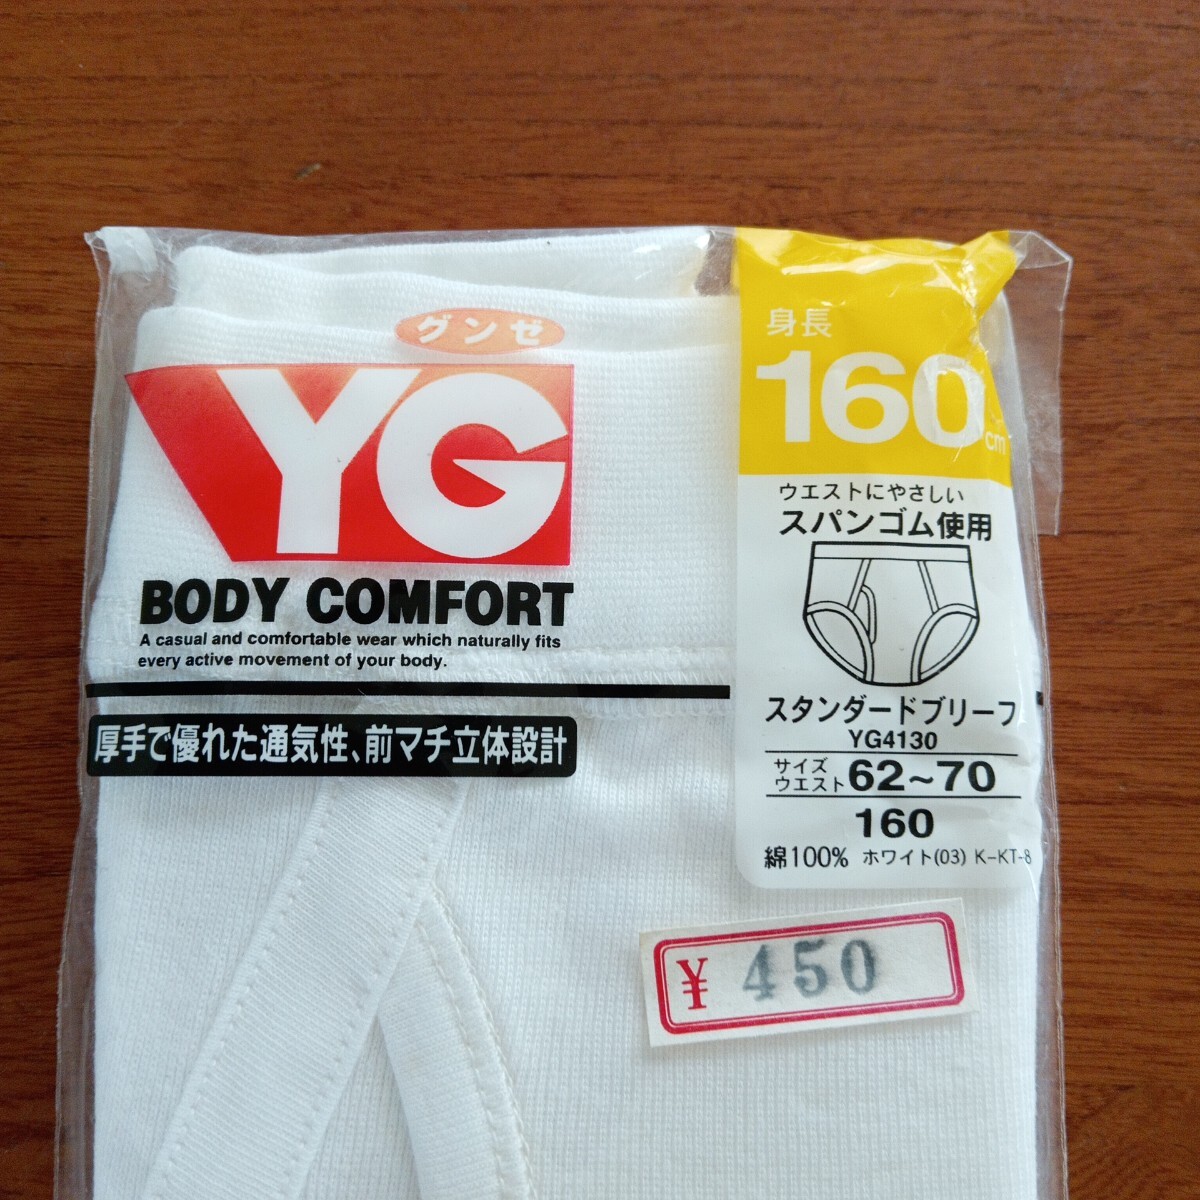 グンゼ
YG
BODY COMFORT
A casual and comfortable wear which naturally fits
every active movement of your body.
厚手で優れた通気性、前マチ立体設計
身長
160cm
ウエストにやさしい
スパンゴム使用
スタンダードブリーフ
YG4130
サイズ
ウエスト 62~70
160
綿100% ホワイト(03) K-KT-8
¥ 450